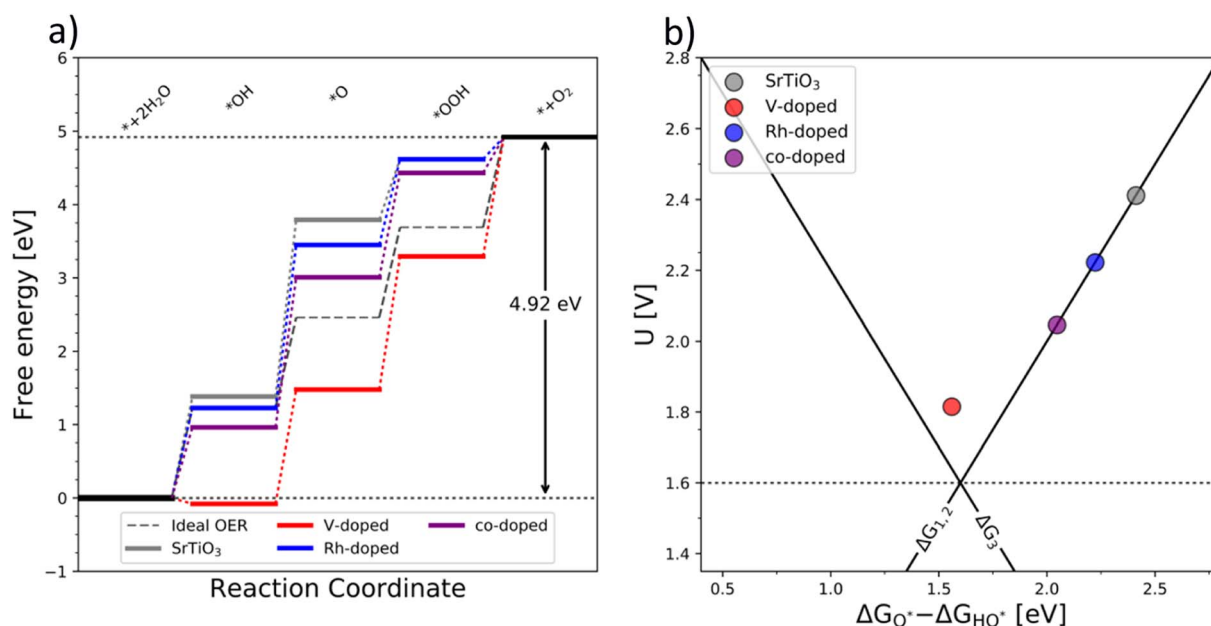 a)
*+2H₂O
*OH
*O
*OOH
*+O₂
6
5
4
3
2
1
0
−1
Free energy [eV]
4.92 eV
Ideal OER
SrTiO₃
V-doped
Rh-doped
co-doped
Reaction Coordinate
b)
SrTiO₃
V-doped
Rh-doped
co-doped
2.8
2.6
2.4
2.2
2.0
1.8
1.6
1.4
U [V]
ΔG₁,₂
ΔG₃
0.5
1.0
1.5
2.0
2.5
ΔG_O*−ΔG_HO* [eV]